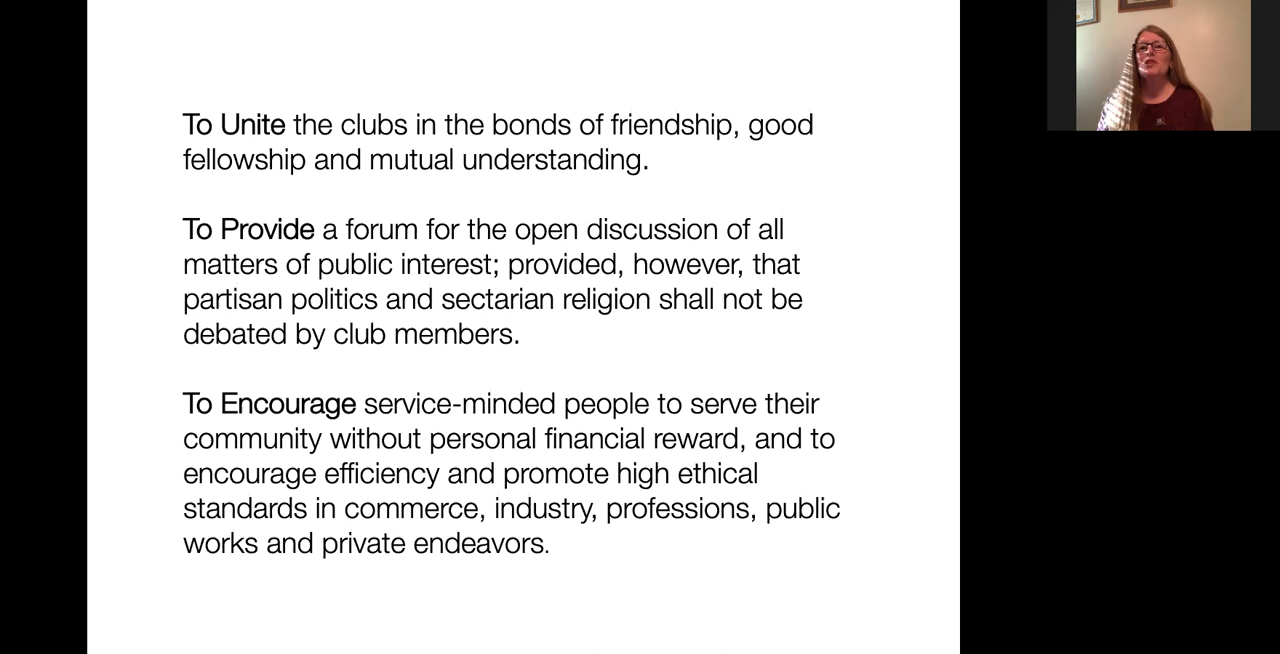 To Unite the clubs in the bonds of friendship, good
fellowship and mutual understanding.
To Provide a forum for the open discussion of all
matters of public interest; provided, however, that
partisan politics and sectarian religion shall not be
debated by club members.
To Encourage service-minded people to serve their
community without personal financial reward, and to
encourage efficiency and promote high ethical
standards in commerce, industry, professions, public
works and private endeavors.